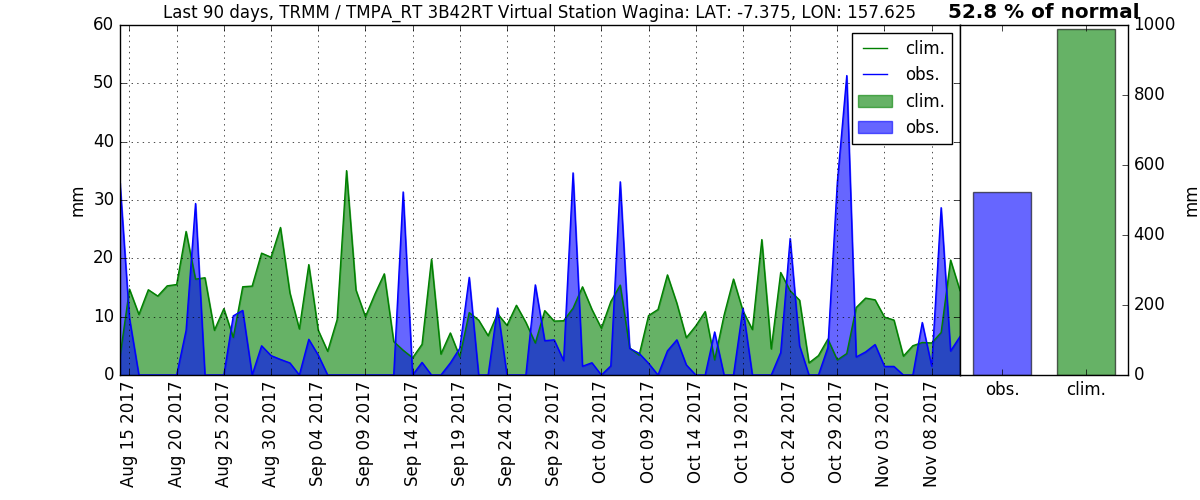 Last 90 days, TRMM / TMPA_RT 3B42RT Virtual Station Wagina: LAT: -7.375, LON: 157.625
52.8 % of normal
60
50
40
30
20
10
0
mm
clim.
obs.
clim.
obs.
1000
800
600
400
200
0
mm
Aug 15 2017
Aug 20 2017
Aug 25 2017
Aug 30 2017
Sep 04 2017
Sep 09 2017
Sep 14 2017
Sep 19 2017
Sep 24 2017
Sep 29 2017
Oct 04 2017
Oct 09 2017
Oct 14 2017
Oct 19 2017
Oct 24 2017
Oct 29 2017
Nov 03 2017
Nov 08 2017
obs.
clim.